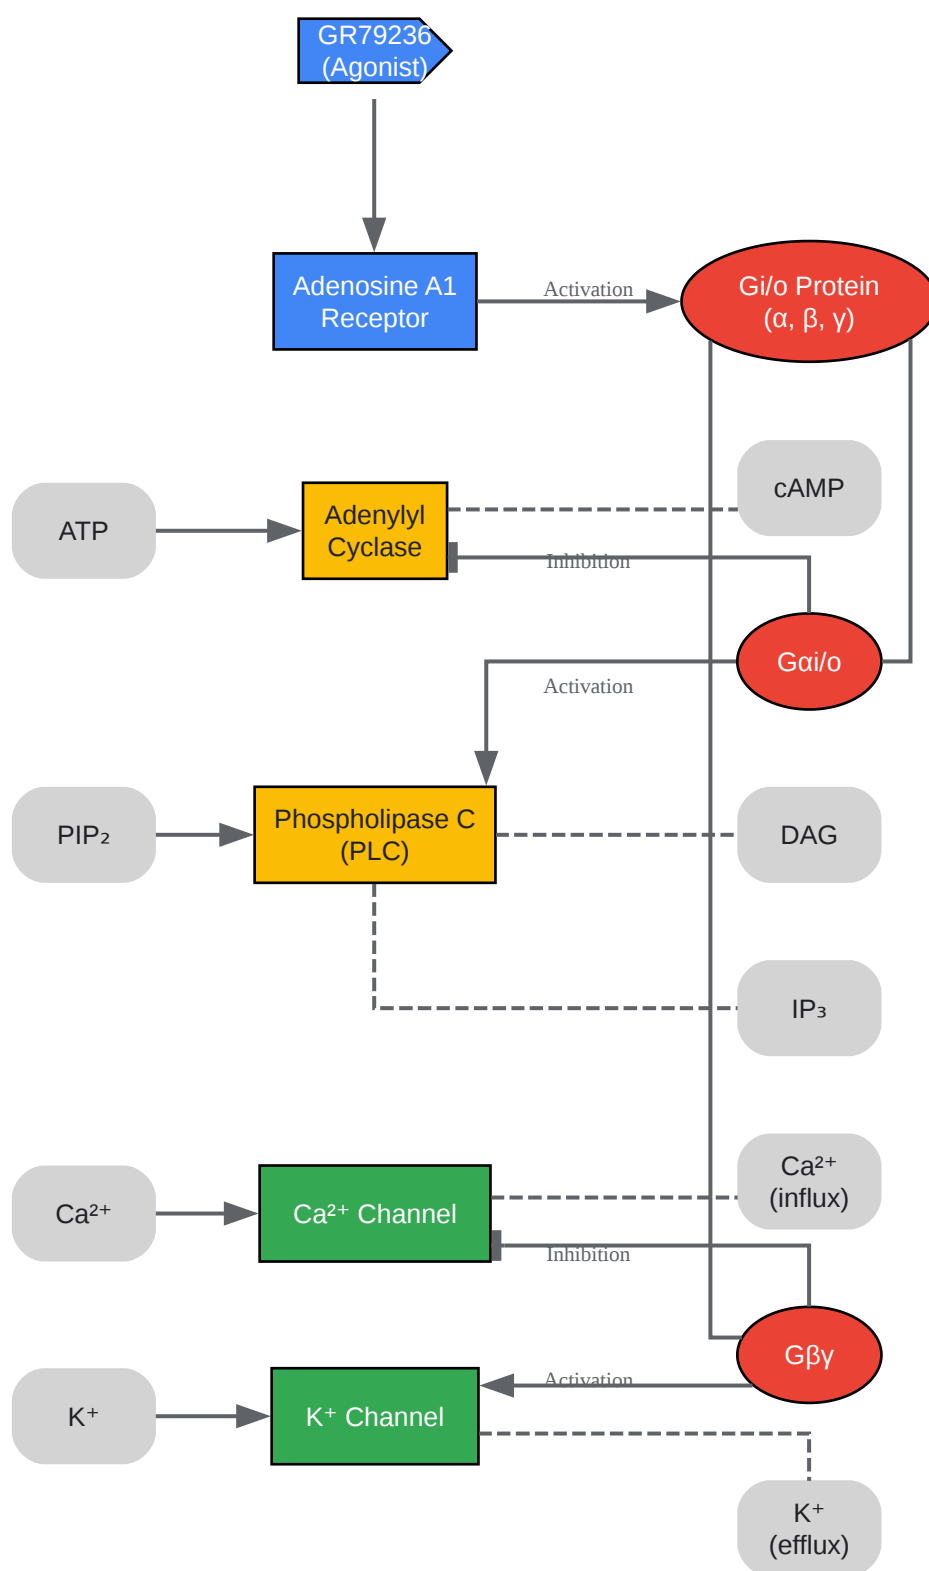 GR79236
(Agonist)
Adenosine A1
Receptor
Activation
Gi/o Protein
(α, β, γ)
cAMP
ATP
Adenylyl
Cyclase
Inhibition
Gαi/o
Activation
PIP₂
Phospholipase C
(PLC)
DAG
IP₃
Ca²⁺
(influx)
Ca²⁺
Ca²⁺ Channel
Inhibition
Gβγ
Activation
K⁺
K⁺ Channel
K⁺
(efflux)